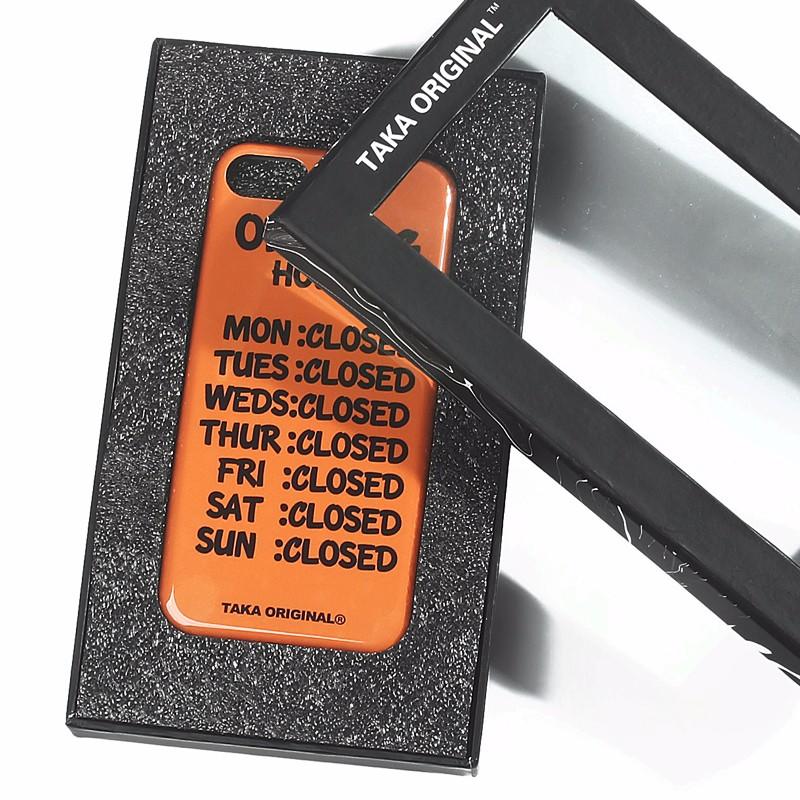 TAKA ORIGINAL™
MON :CLOSED
TUES :CLOSED
WEDS:CLOSED
THUR :CLOSED
FRI :CLOSED
SAT :CLOSED
SUN :CLOSED
TAKA ORIGINAL®